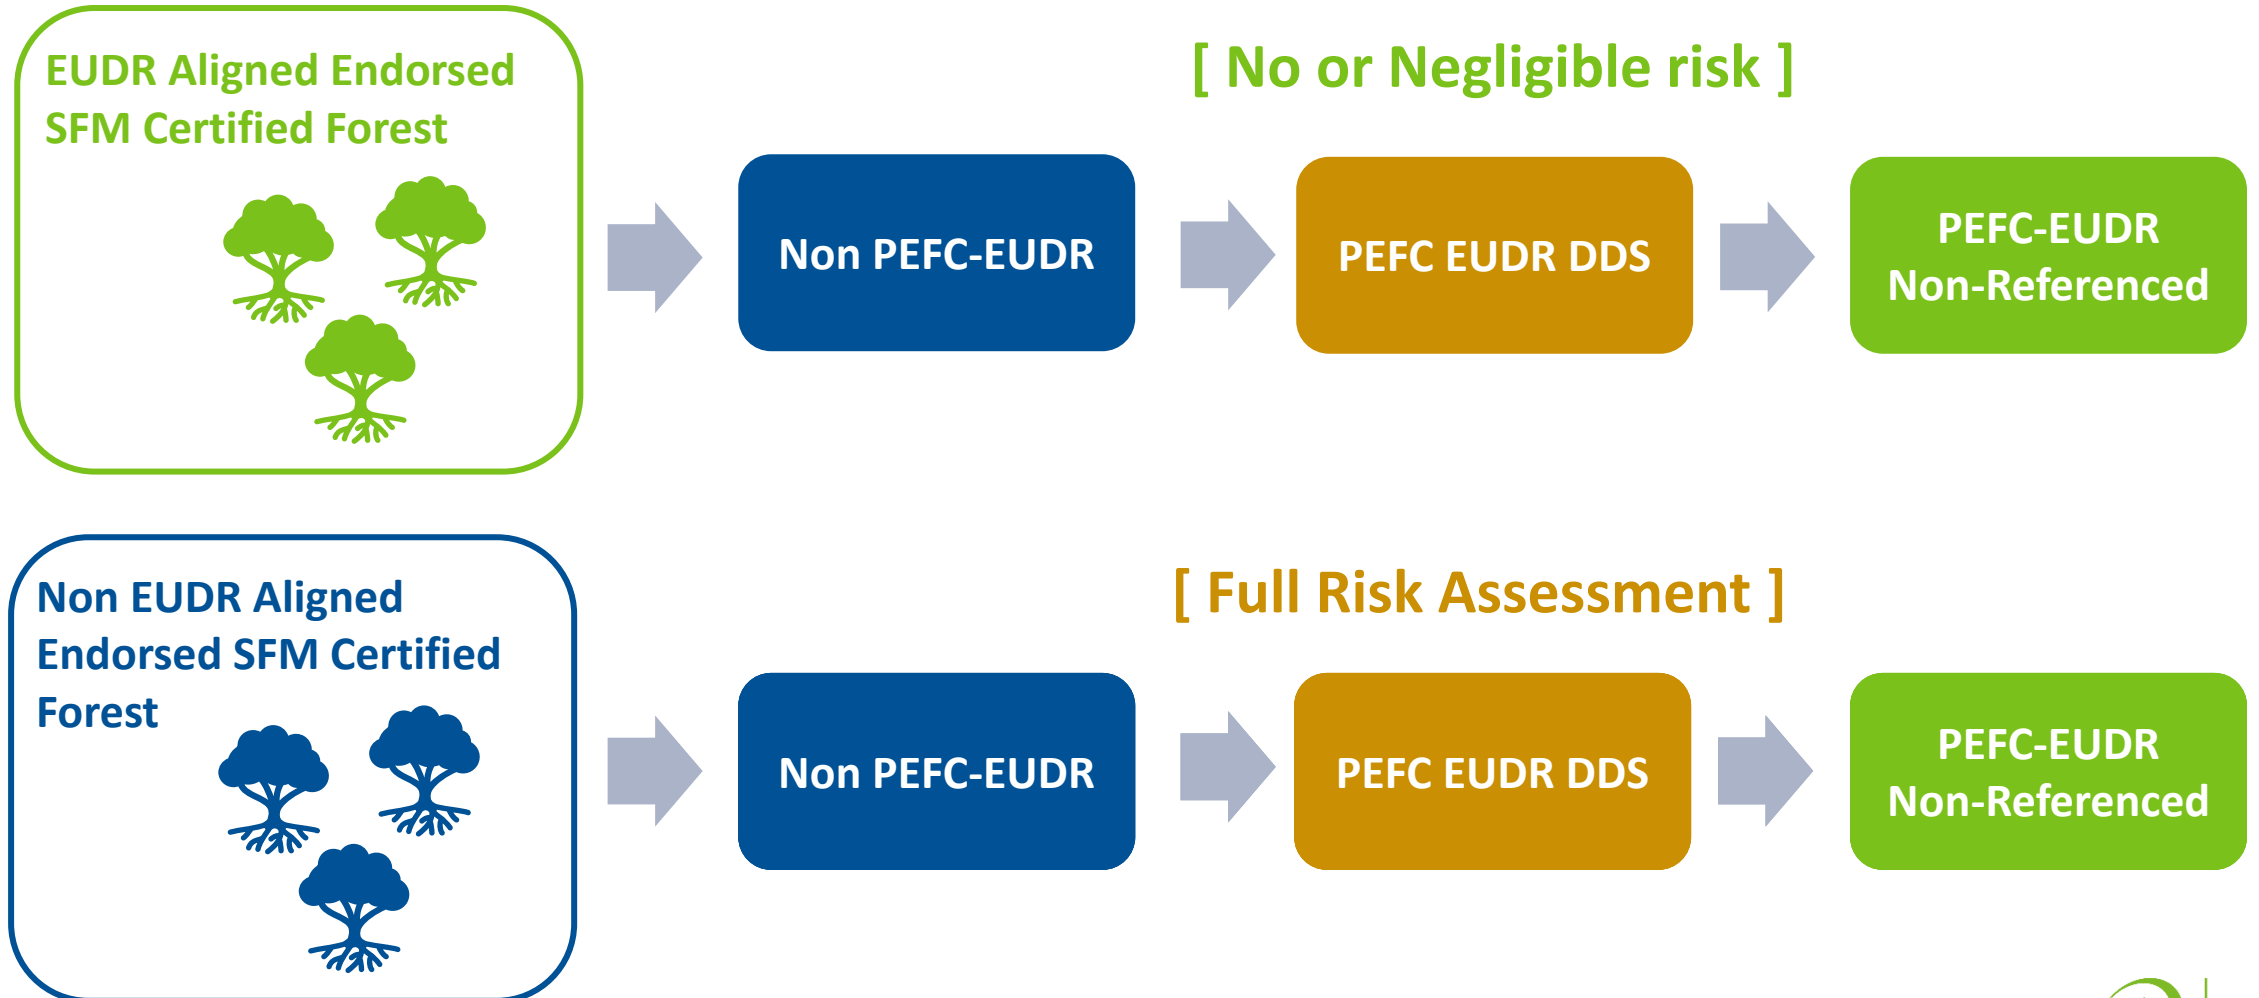 EUDR Aligned Endorsed
SFM Certified Forest
[ No or Negligible risk ]
Non PEFC-EUDR
PEFC EUDR DDS
PEFC-EUDR
Non-Referenced
Non EUDR Aligned
Endorsed SFM Certified
Forest
[ Full Risk Assessment ]
Non PEFC-EUDR
PEFC EUDR DDS
PEFC-EUDR
Non-Referenced